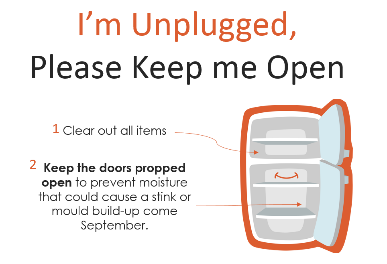 I'm Unplugged,
Please Keep me Open
1 Clear out all items
2 Keep the doors propped
open to prevent moisture
that could cause a stink or
mould build-up come
September.